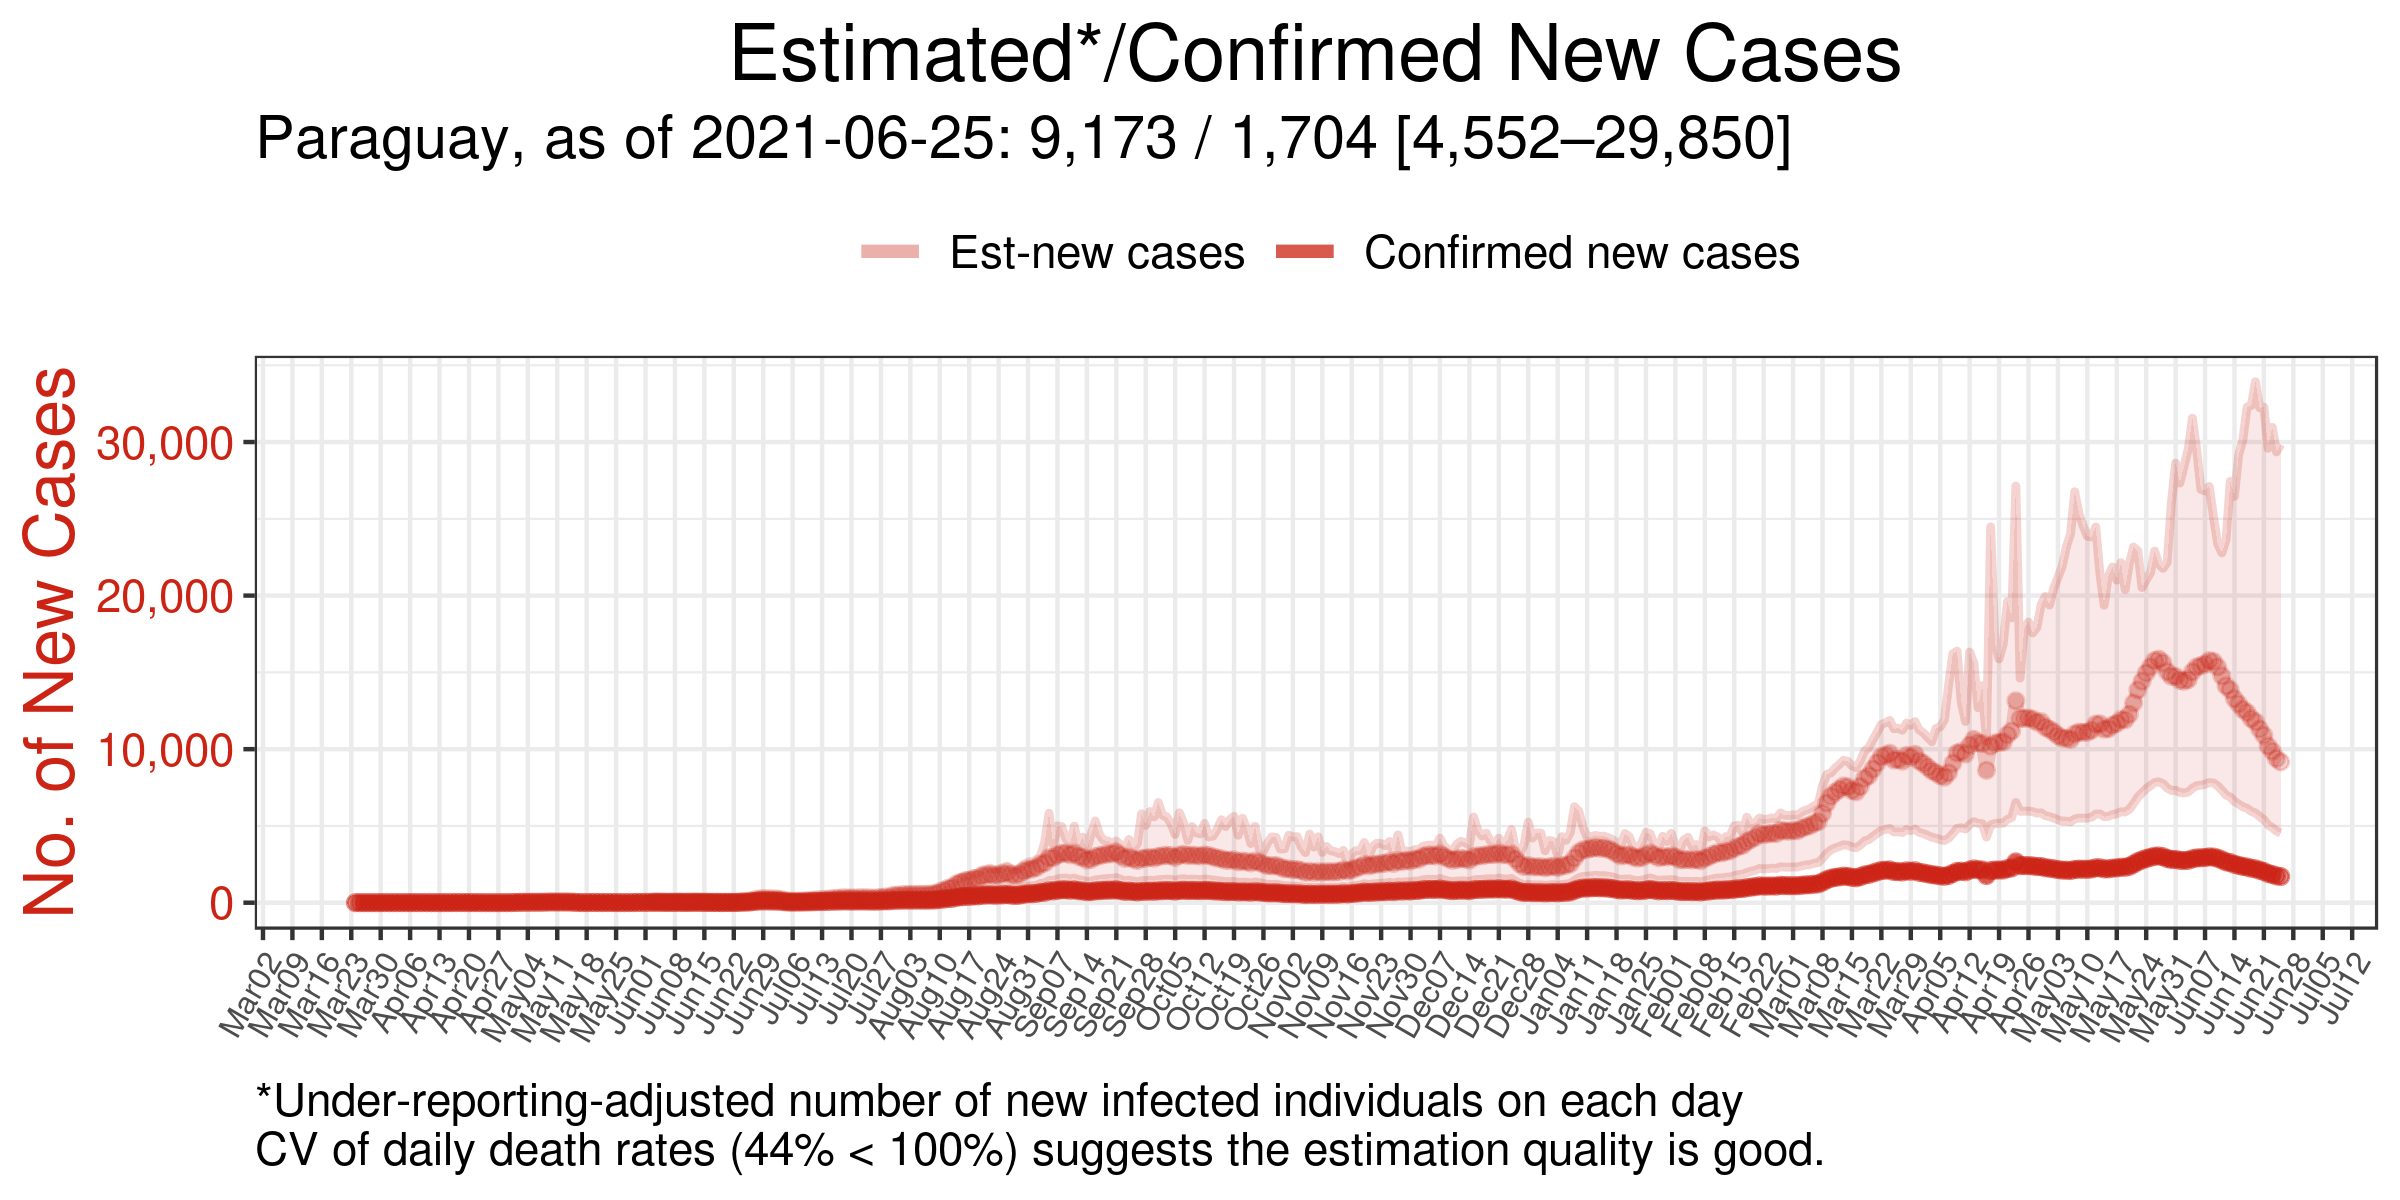 Estimated*/Confirmed New Cases
Paraguay, as of 2021-06-25: 9,173 / 1,704 [4,552–29,850]
Est-new cases Confirmed new cases
No. of New Cases
30,000
20,000
10,000
0
Mar02 Mar09 Mar16 Mar23 Mar30 Apr06 Apr13 Apr20 Apr27 May04 May11 May18 May25 Jun01 Jun08 Jun15 Jun22 Jun29 Jul06 Jul13 Jul20 Jul27 Aug03 Aug10 Aug17 Aug24 Aug31 Sep07 Sep14 Sep21 Sep28 Oct05 Oct12 Oct19 Oct26 Nov02 Nov09 Nov16 Nov23 Nov30 Dec07 Dec14 Dec21 Dec28 Jan04 Jan11 Jan18 Jan25 Feb01 Feb08 Feb15 Feb22 Mar01 Mar08 Mar15 Mar22 Mar29 Apr05 Apr12 Apr19 Apr26 May03 May10 May17 May24 May31 Jun07 Jun14 Jun21 Jun28 Jul05 Jul12
*Under-reporting-adjusted number of new infected individuals on each day
CV of daily death rates (44% < 100%) suggests the estimation quality is good.